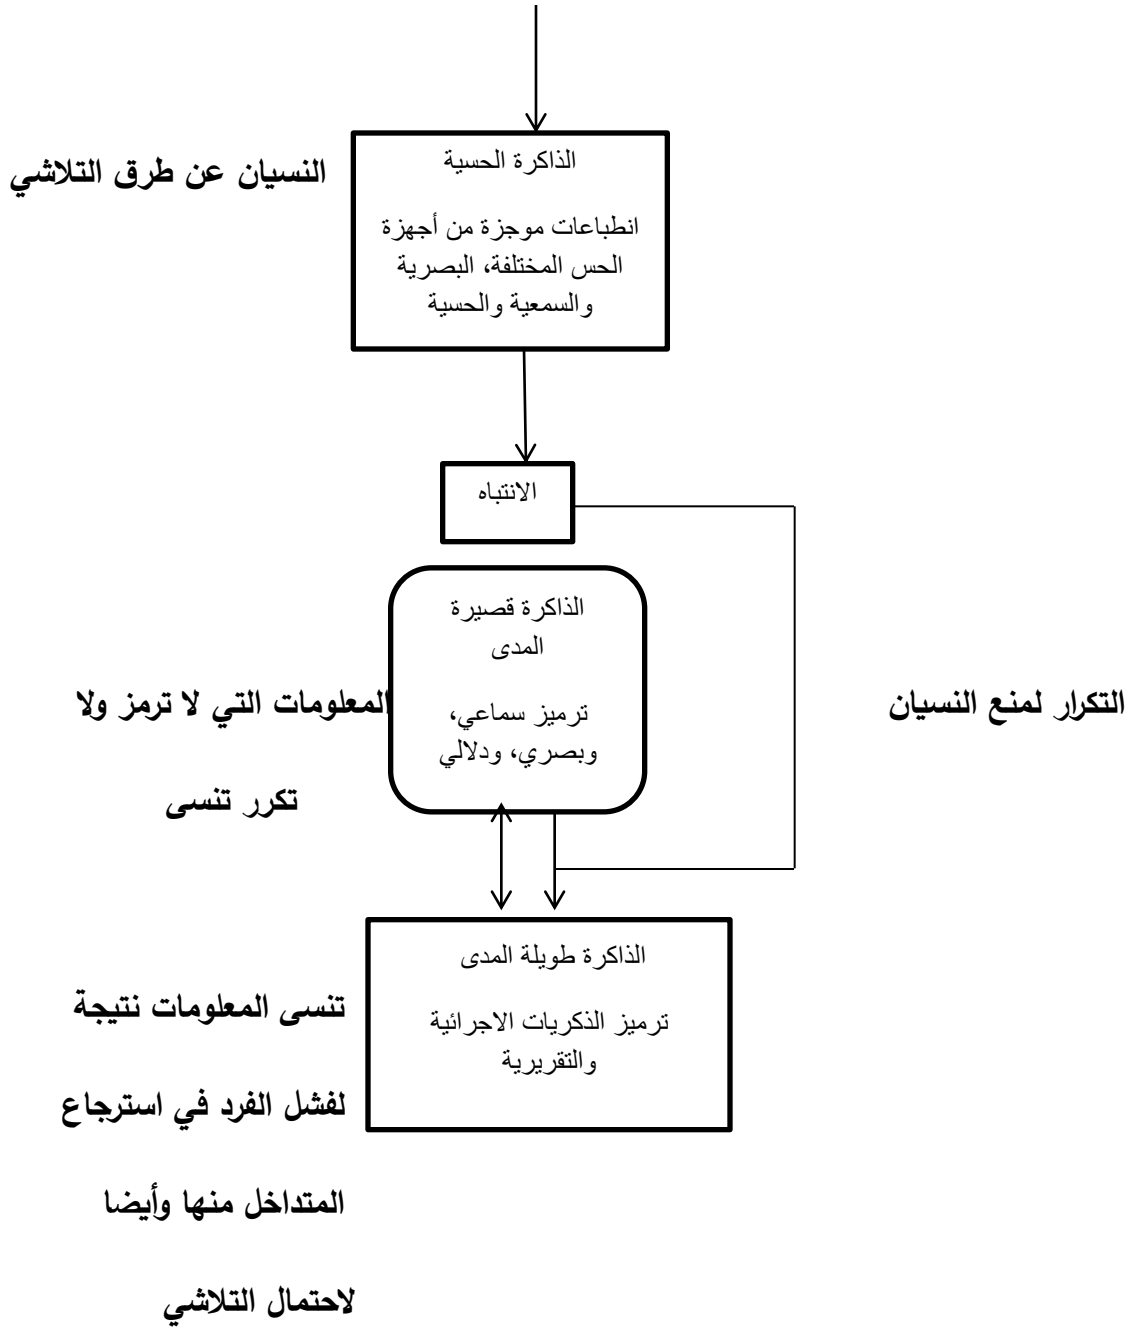 الذاكرة الحسية
النسيان عن طرق التلاشي
انطباعات موجزة من أجهزة
الحس المختلفة، البصرية
والسمعية والحسية
الانتباه
الذاكرة قصيرة
المدى
ترميز سماعي،
وبصري، ودلالي
المعلومات التي لا ترمز ولا
تكرر تنسى
التكرار لمنع النسيان
الذاكرة طويلة المدى
ترميز الذكريات الاجرائية
والتقريرية
تنسى المعلومات نتيجة
لفشل الفرد في استرجاع
المتداخل منها وأيضا
لاحتمال التلاشي